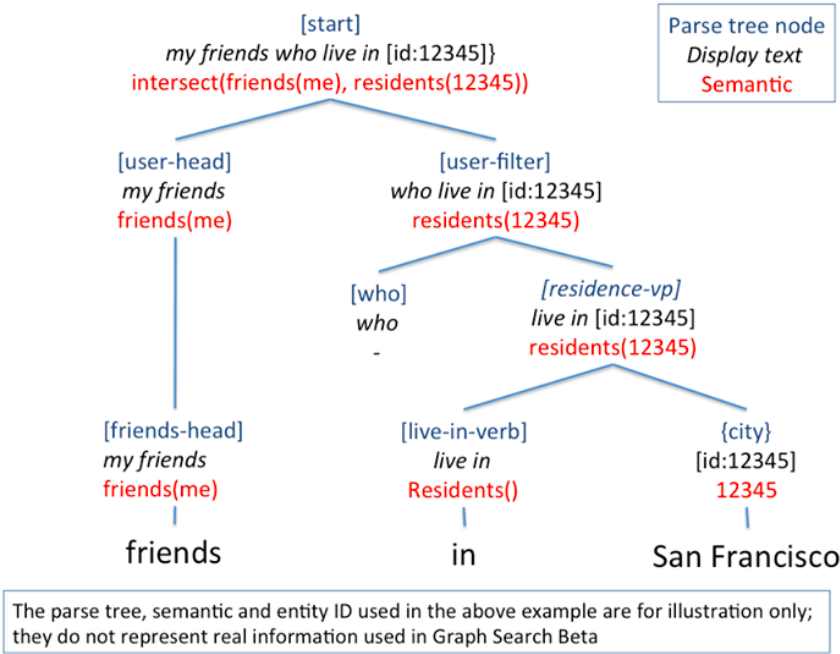 [start]
my friends who live in [id:12345]}
intersect(friends(me), residents(12345))
Parse tree node
Display text
Semantic
[user-head]
my friends
friends(me)
[user-filter]
who live in [id:12345]
residents(12345)
[who]
who
-
[residence-vp]
live in [id:12345]
residents(12345)
[friends-head]
my friends
friends(me)
[live-in-verb]
live in
Residents()
{city}
[id:12345]
12345
friends
in
San Francisco
The parse tree, semantic and entity ID used in the above example are for illustration only;
they do not represent real information used in Graph Search Beta